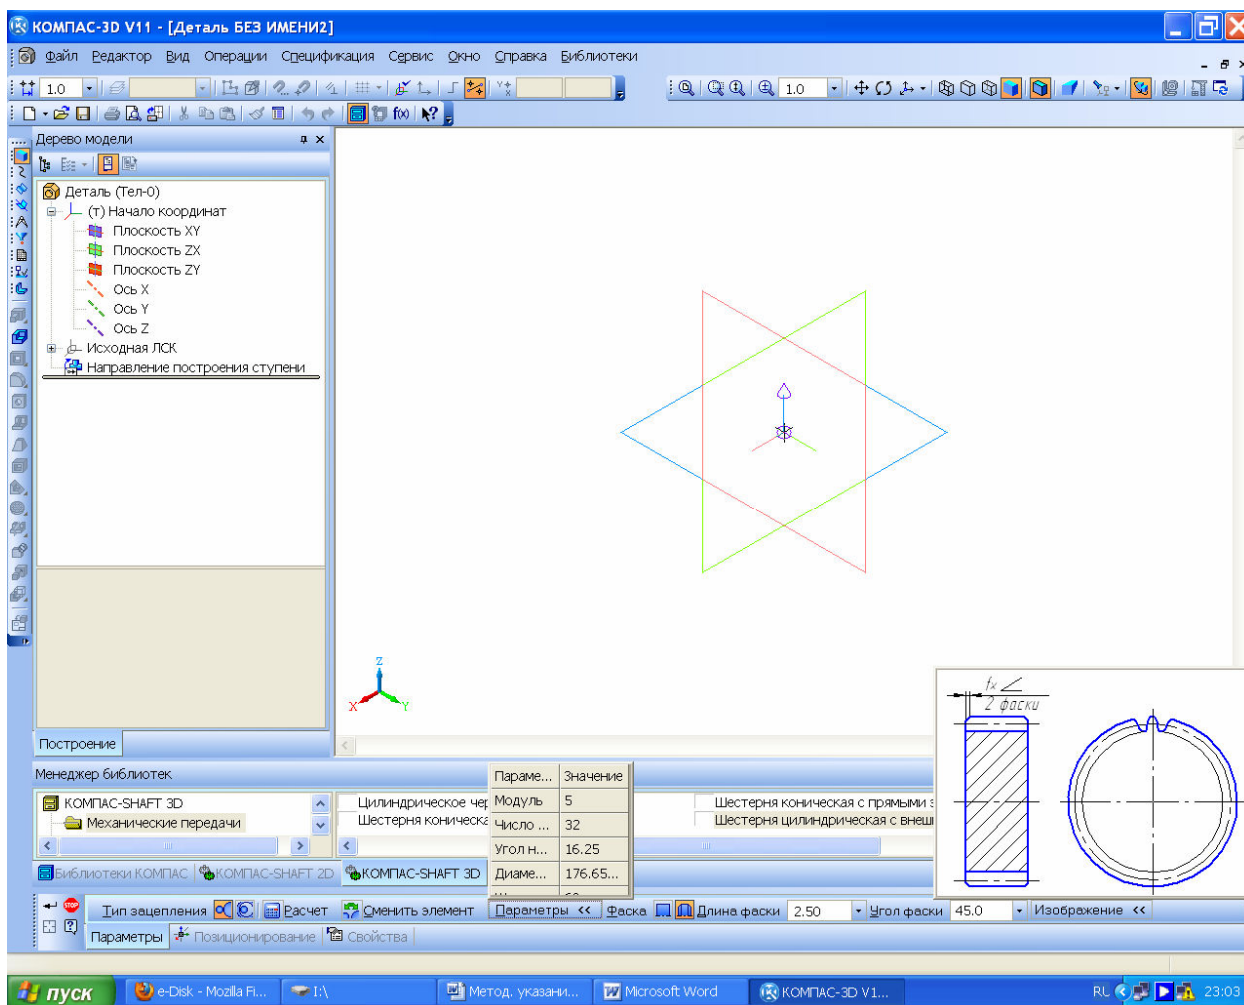 КОМПАС-3D V11 - [Деталь БЕЗ ИМЕНИ2]
Файл Редактор Вид Операции Спецификация Сервис Окно Справка Библиотеки
1.0 1.0
f(x)
Дерево модели
Деталь (Тел-0)
(т) Начало координат
Плоскость XY
Плоскость ZX
Плоскость ZY
Ось X
Ось Y
Ось Z
Исходная ЛСК
Направление построения ступени
Z
X Y
fx
2 фаски
Построение
Менеджер библиотек
КОМПАС-SHAFT 3D
Механические передачи
Цилиндрическое чер
Шестерня коническа
Шестерня коническая с прямыми з
Шестерня цилиндрическая с внеш
Параме... Значение
Модуль 5
Число ... 32
Угол н... 16.25
Диаме... 176.65...
Библиотеки КОМПАС КОМПАС-SHAFT 2D КОМПАС-SHAFT 3D
STOP Тип зацепления Расчет Сменить элемент Параметры << Фаска Длина фаски 2.50 Угол фаски 45.0 Изображение <<
Параметры Позиционирование Свойства
пуск e-Disk - Mozilla Fi... I:\ Метод. указани... Microsoft Word КОМПАС-3D V1... RL 23:03